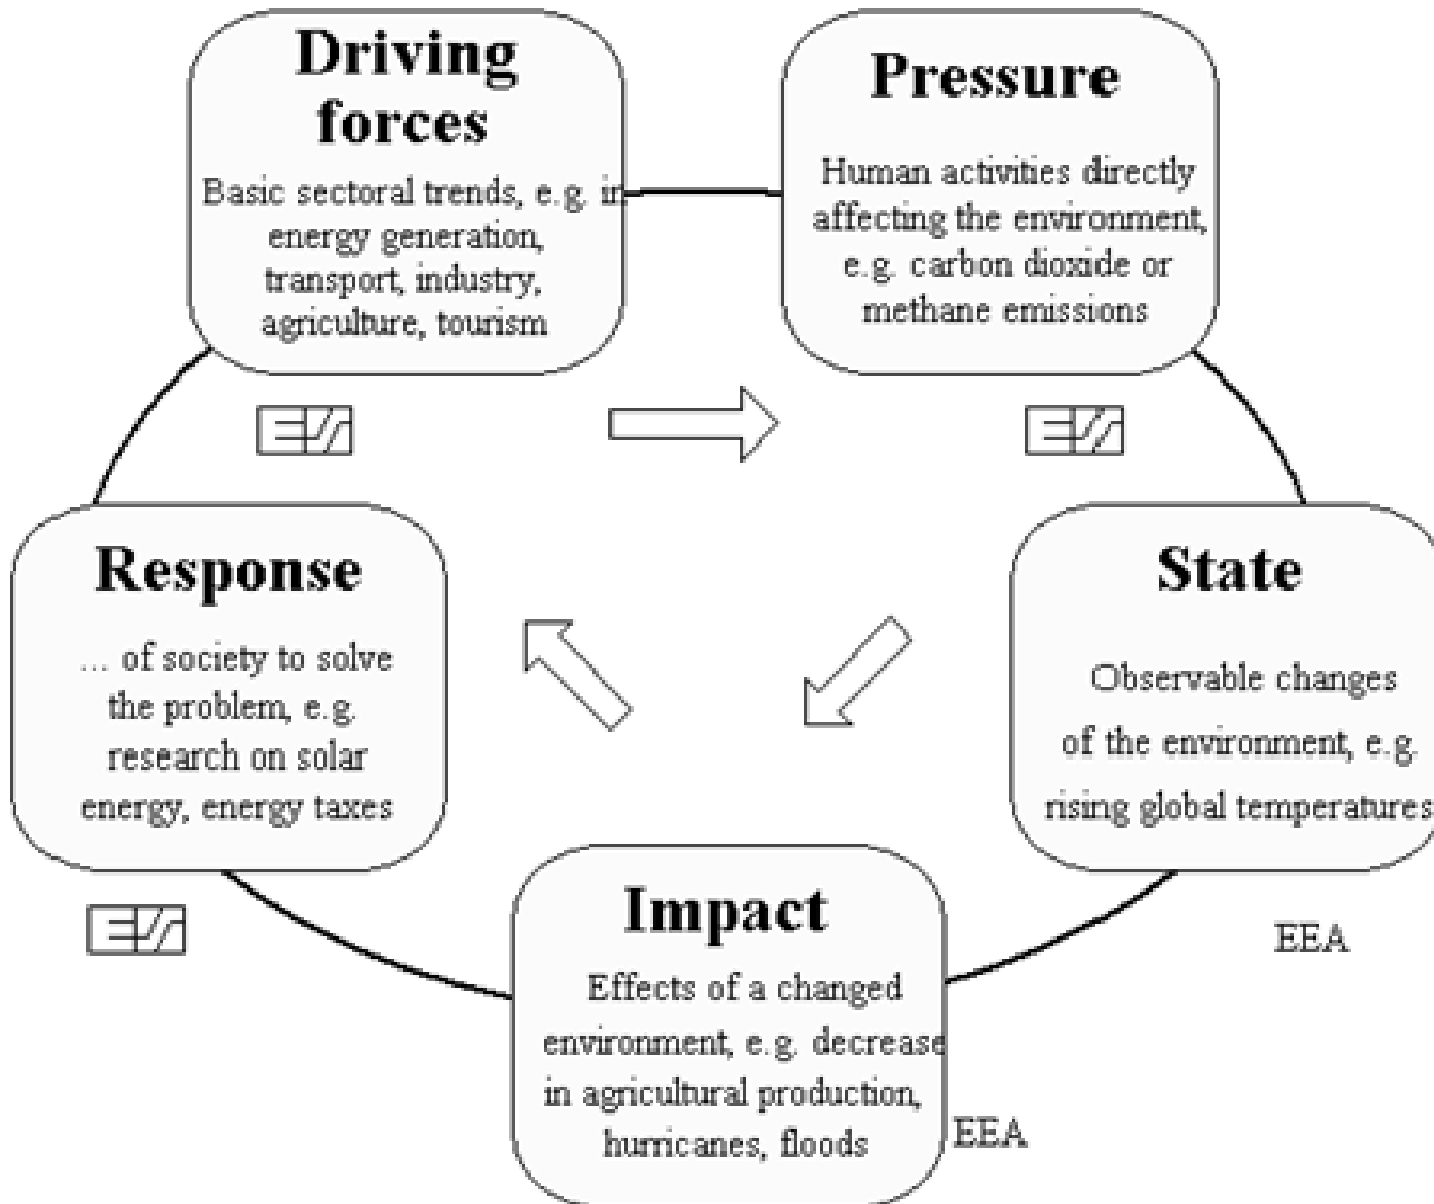 Driving
forces
Basic sectoral trends, e.g. in
energy generation,
transport, industry,
agriculture, tourism
Pressure
Human activities directly
affecting the environment,
e.g. carbon dioxide or
methane emissions
State
Observable changes
of the environment, e.g.
rising global temperatures
EEA
Impact
Effects of a changed
environment, e.g. decrease
in agricultural production,
hurricanes, floods
EEA
Response
... of society to solve
the problem, e.g.
research on solar
energy, energy taxes